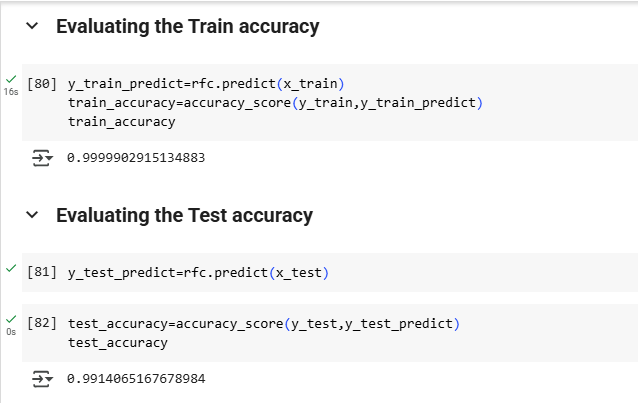 Evaluating the Train accuracy
[80] y_train_predict=rfc.predict(x_train)
16s
train_accuracy=accuracy_score(y_train,y_train_predict)
train_accuracy
0.9999902915134883
Evaluating the Test accuracy
[81] y_test_predict=rfc.predict(x_test)
[82] test_accuracy=accuracy_score(y_test,y_test_predict)
0s
test_accuracy
0.9914065167678984